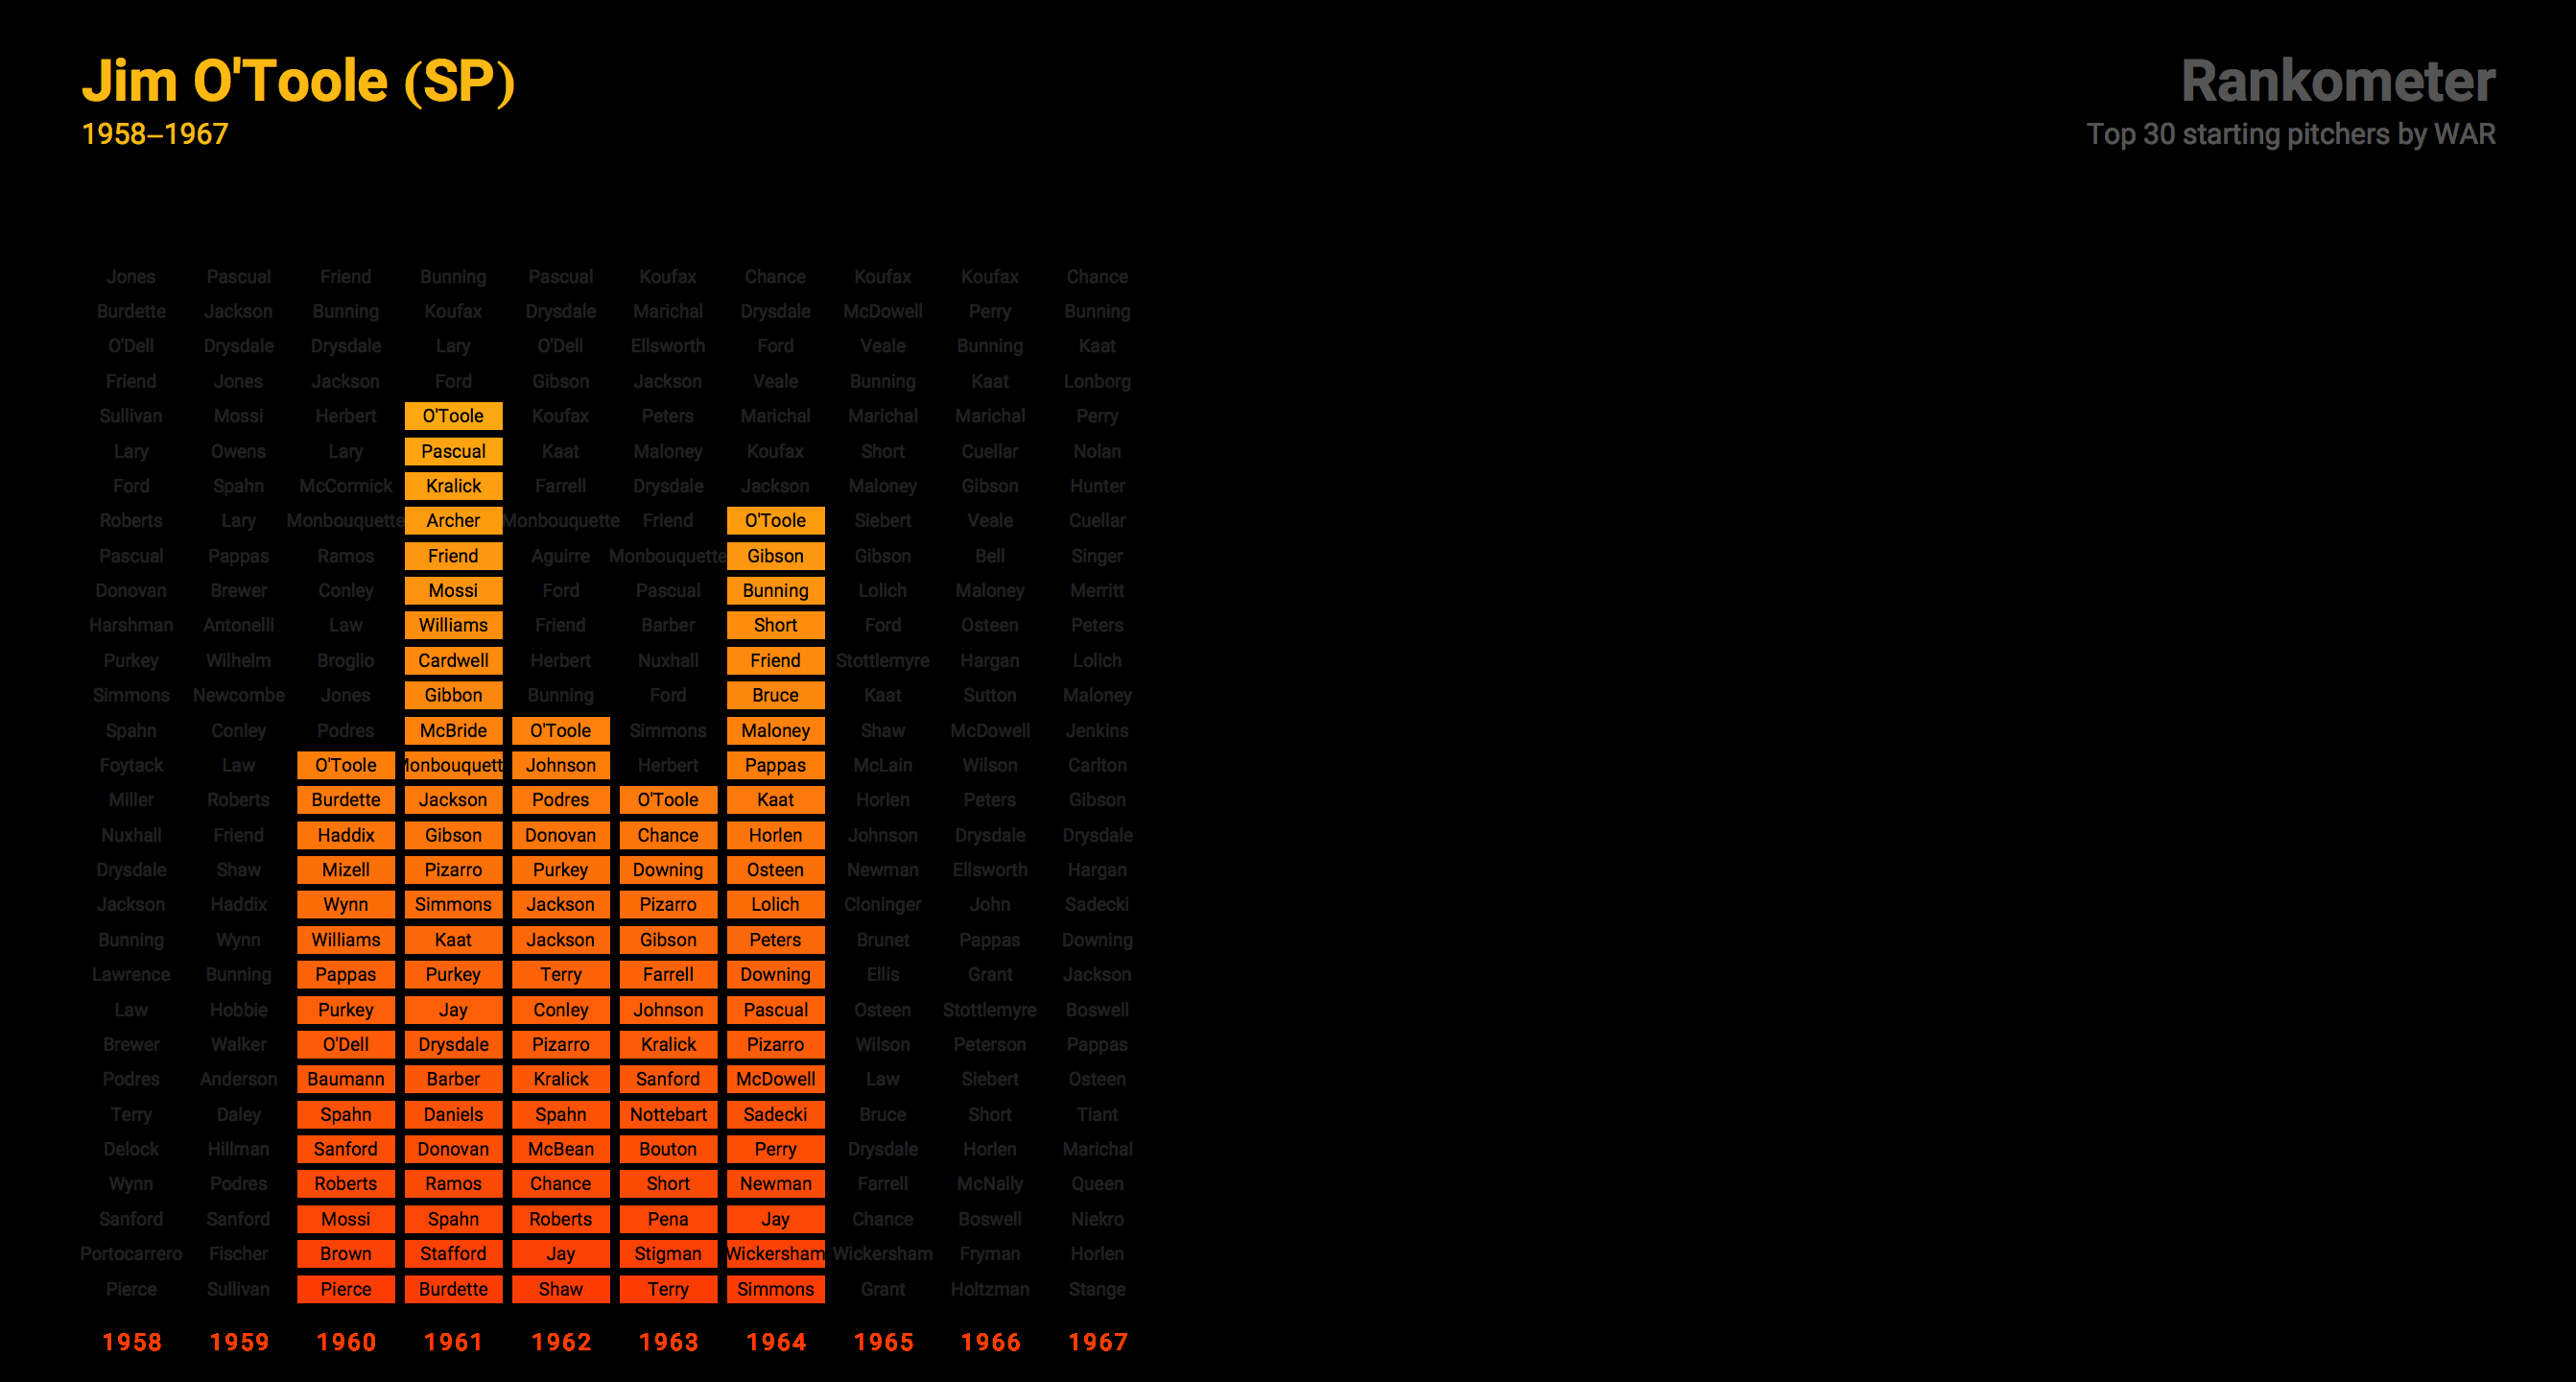 Jim O'Toole (SP)
1958–1967
Rankometer
Top 30 starting pitchers by WAR
Jones Pascual Friend Bunning Pascual Koufax Chance Koufax Koufax Chance
Burdette Jackson Bunning Koufax Drysdale Marichal Drysdale McDowell Perry Bunning
O'Dell Drysdale Drysdale Lary O'Dell Ellsworth Ford Veale Bunning Kaat
Friend Jones Jackson Ford Gibson Jackson Veale Bunning Kaat Lonborg
Sullivan Mossi Herbert O'Toole Koufax Peters Marichal Marichal Marichal Perry
Lary Owens Lary Pascual Kaat Maloney Koufax Short Cuellar Nolan
Ford Spahn McCormick Kralick Farrell Drysdale Jackson Maloney Gibson Hunter
Roberts Lary Monbouquette Archer Monbouquette Friend O'Toole Siebert Veale Cuellar
Pascual Pappas Ramos Friend Aguirre Monbouquette Gibson Gibson Bell Singer
Donovan Brewer Conley Mossi Ford Pascual Bunning Lolich Maloney Merritt
Harshman Antonelli Law Williams Friend Barber Short Ford Osteen Peters
Purkey Wilhelm Broglio Cardwell Herbert Nuxhall Friend Stottlemyre Hargan Lolich
Simmons Newcombe Jones Gibbon Bunning Ford Bruce Kaat Sutton Maloney
Spahn Conley Podres McBride O'Toole Simmons Maloney Shaw McDowell Jenkins
Foytack Law O'Toole Monbouquett Johnson Herbert Pappas McLain Wilson Carlton
Miller Roberts Burdette Jackson Podres O'Toole Kaat Horlen Peters Gibson
Nuxhall Friend Haddix Gibson Donovan Chance Horlen Johnson Drysdale Drysdale
Drysdale Shaw Mizell Pizarro Purkey Downing Osteen Newman Ellsworth Hargan
Jackson Haddix Wynn Simmons Jackson Pizarro Lolich Cloninger John Sadecki
Bunning Wynn Williams Kaat Jackson Gibson Peters Brunet Pappas Downing
Lawrence Bunning Pappas Purkey Terry Farrell Downing Ellis Grant Jackson
Law Hobbie Purkey Jay Conley Johnson Pascual Osteen Stottlemyre Boswell
Brewer Walker O'Dell Drysdale Pizarro Kralick Pizarro Wilson Peterson Pappas
Podres Anderson Baumann Barber Kralick Sanford McDowell Law Siebert Osteen
Terry Daley Spahn Daniels Spahn Nottebart Sadecki Bruce Short Tiant
Delock Hillman Sanford Donovan McBean Bouton Perry Drysdale Horlen Marichal
Wynn Podres Roberts Ramos Chance Short Newman Farrell McNally Queen
Sanford Sanford Mossi Spahn Roberts Pena Jay Chance Boswell Niekro
Portocarrero Fischer Brown Stafford Jay Stigman Wickersham Wickersham Fryman Horlen
Pierce Sullivan Pierce Burdette Shaw Terry Simmons Grant Holtzman Stange
1958 1959 1960 1961 1962 1963 1964 1965 1966 1967